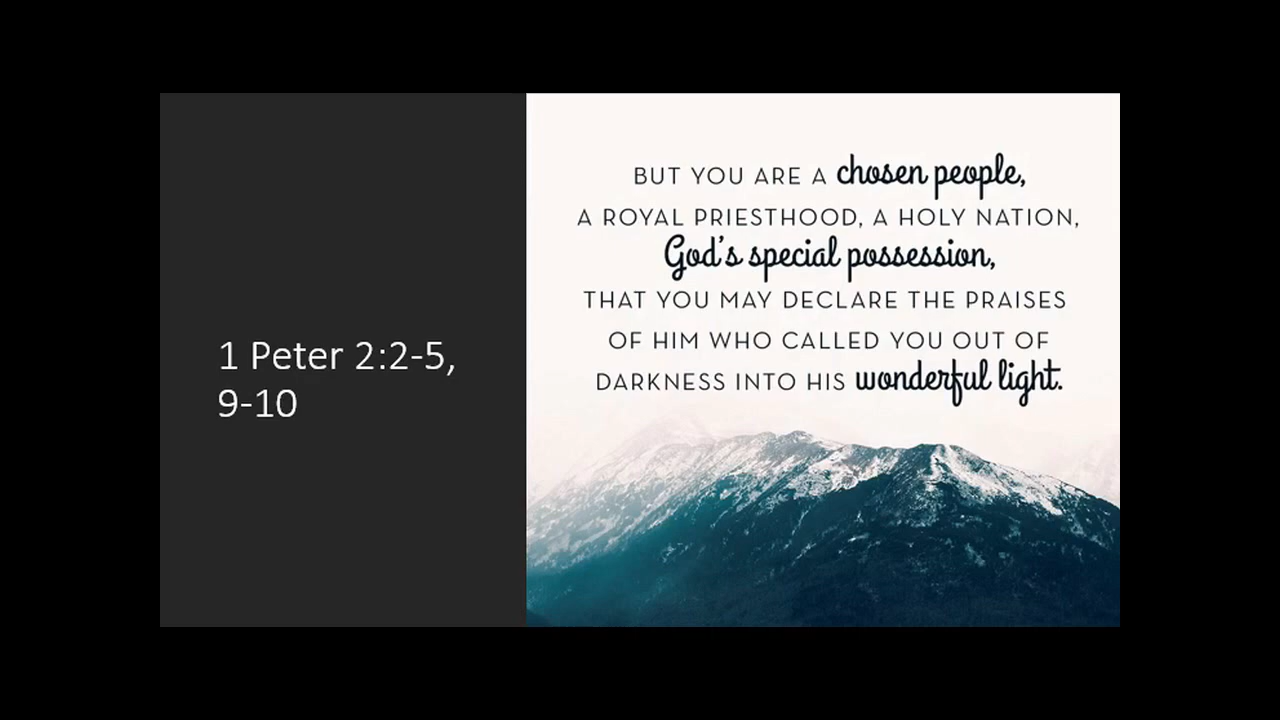 1 Peter 2:2-5,
9-10
BUT YOU ARE A chosen people,
A ROYAL PRIESTHOOD, A HOLY NATION,
God's special possession,
THAT YOU MAY DECLARE THE PRAISES
OF HIM WHO CALLED YOU OUT OF
DARKNESS INTO HIS wonderful light.